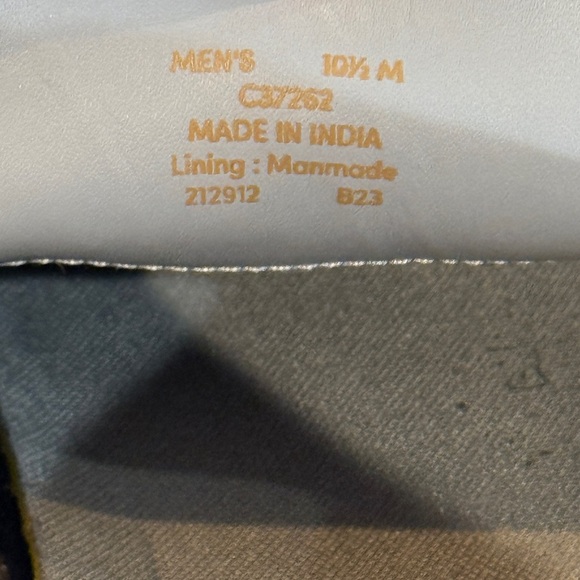 MEN'S 10½ M
C37262
MADE IN INDIA
Lining : Manmade
212912 B23